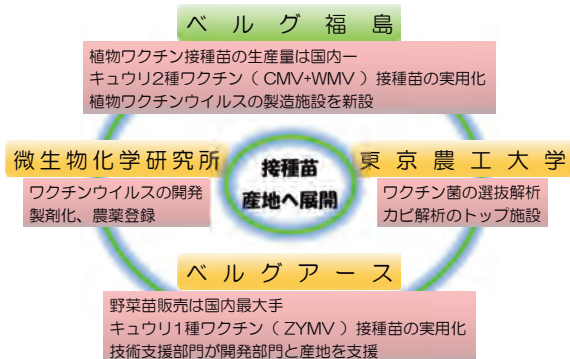 ベルグ福島
植物ワクチン接種苗の生産量は国内一
キュウリ2種ワクチン（CMV+WMV）接種苗の実用化
植物ワクチンウイルスの製造施設を新設
微生物化学研究所
ワクチンウイルスの開発
製剤化、農薬登録
接種苗
産地へ展開
東京農工大学
ワクチン菌の選抜解析
カビ解析のトップ施設
ベルグアース
野菜苗販売は国内最大手
キュウリ1種ワクチン（ZYMV）接種苗の実用化
技術支援部門が開発部門と産地を支援